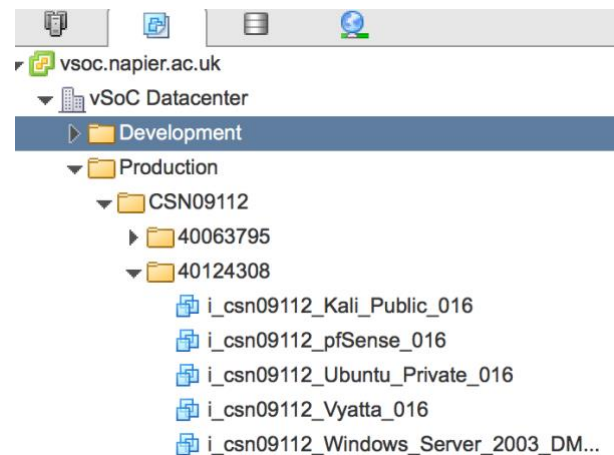 vsoc.napier.ac.uk
vSoC Datacenter
Development
Production
CSN09112
40063795
40124308
i_csn09112_Kali_Public_016
i_csn09112_pfSense_016
i_csn09112_Ubuntu_Private_016
i_csn09112_Vyatta_016
i_csn09112_Windows_Server_2003_DM...